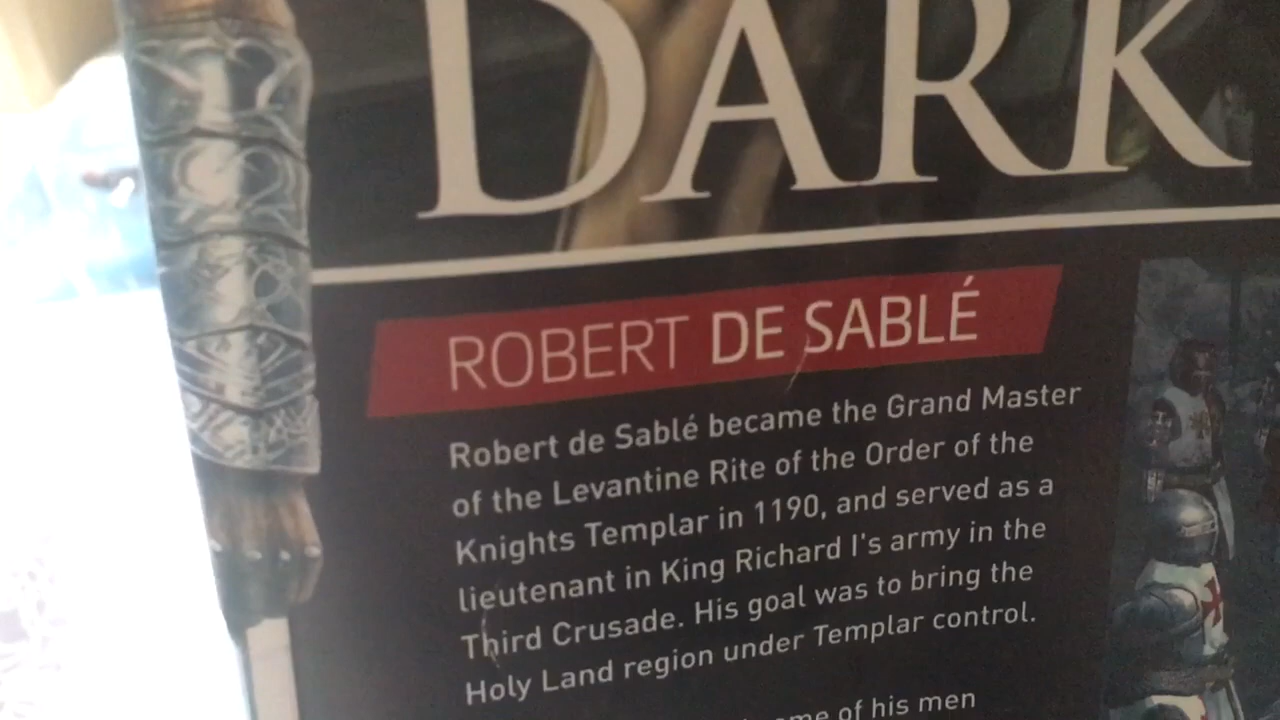 DARK
ROBERT DE SABLÉ
Robert de Sablé became the Grand Master
of the Levantine Rite of the Order of the
Knights Templar in 1190, and served as a
lieutenant in King Richard I's army in the
Third Crusade. His goal was to bring the
Holy Land region under Templar control.
of his men